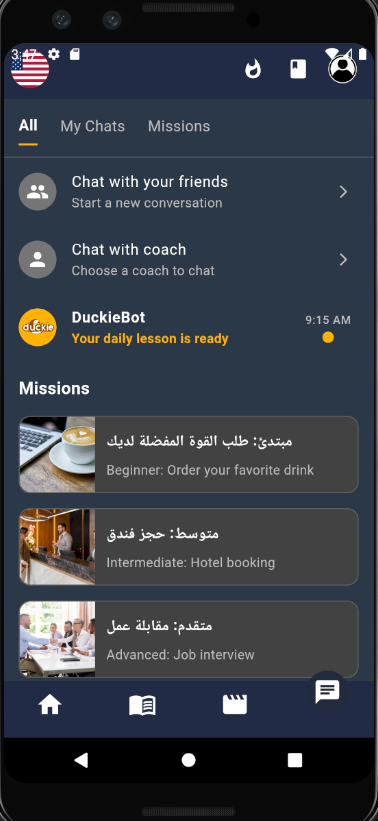 3:47
All My Chats Missions
Chat with your friends
Start a new conversation
Chat with coach
Choose a coach to chat
duckie
DuckieBot
9:15 AM
Your daily lesson is ready
Missions
مبتدئ: طلب القوة المفضلة لديك
Beginner: Order your favorite drink
متوسط: حجز فندق
Intermediate: Hotel booking
متقدم: مقابلة عمل
Advanced: Job interview